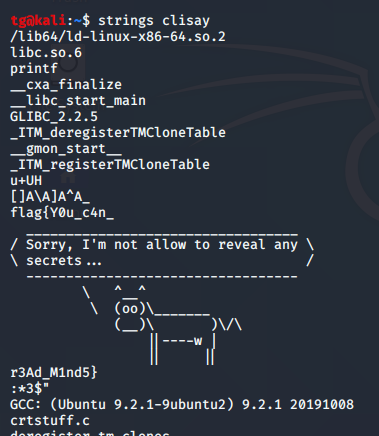 tg@kali:~$ strings clisay
/lib64/ld-linux-x86-64.so.2
libc.so.6
printf
__cxa_finalize
__libc_start_main
GLIBC_2.2.5
_ITM_deregisterTMCloneTable
__gmon_start__
_ITM_registerTMCloneTable
u+UH
[]A\A]A^A_
flag{Y0u_c4n_
 __________________________________
/ Sorry, I'm not allow to reveal any \
\ secrets...                         /
 ----------------------------------
        \   ^__^
         \  (oo)\_______
            (__)\       )\/\
                ||----w |
                ||     ||
r3Ad_M1nd5}
:*3$"
GCC: (Ubuntu 9.2.1-9ubuntu2) 9.2.1 20191008
crtstuff.c
deregister_tm_clones